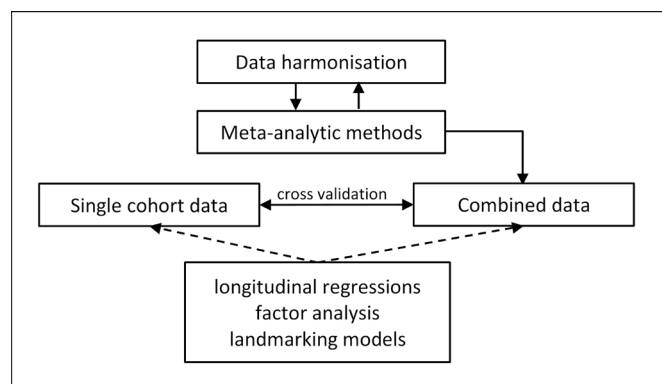 Data harmonisation
Meta-analytic methods
cross validation
Single cohort data
Combined data
longitudinal regressions
factor analysis
landmarking models